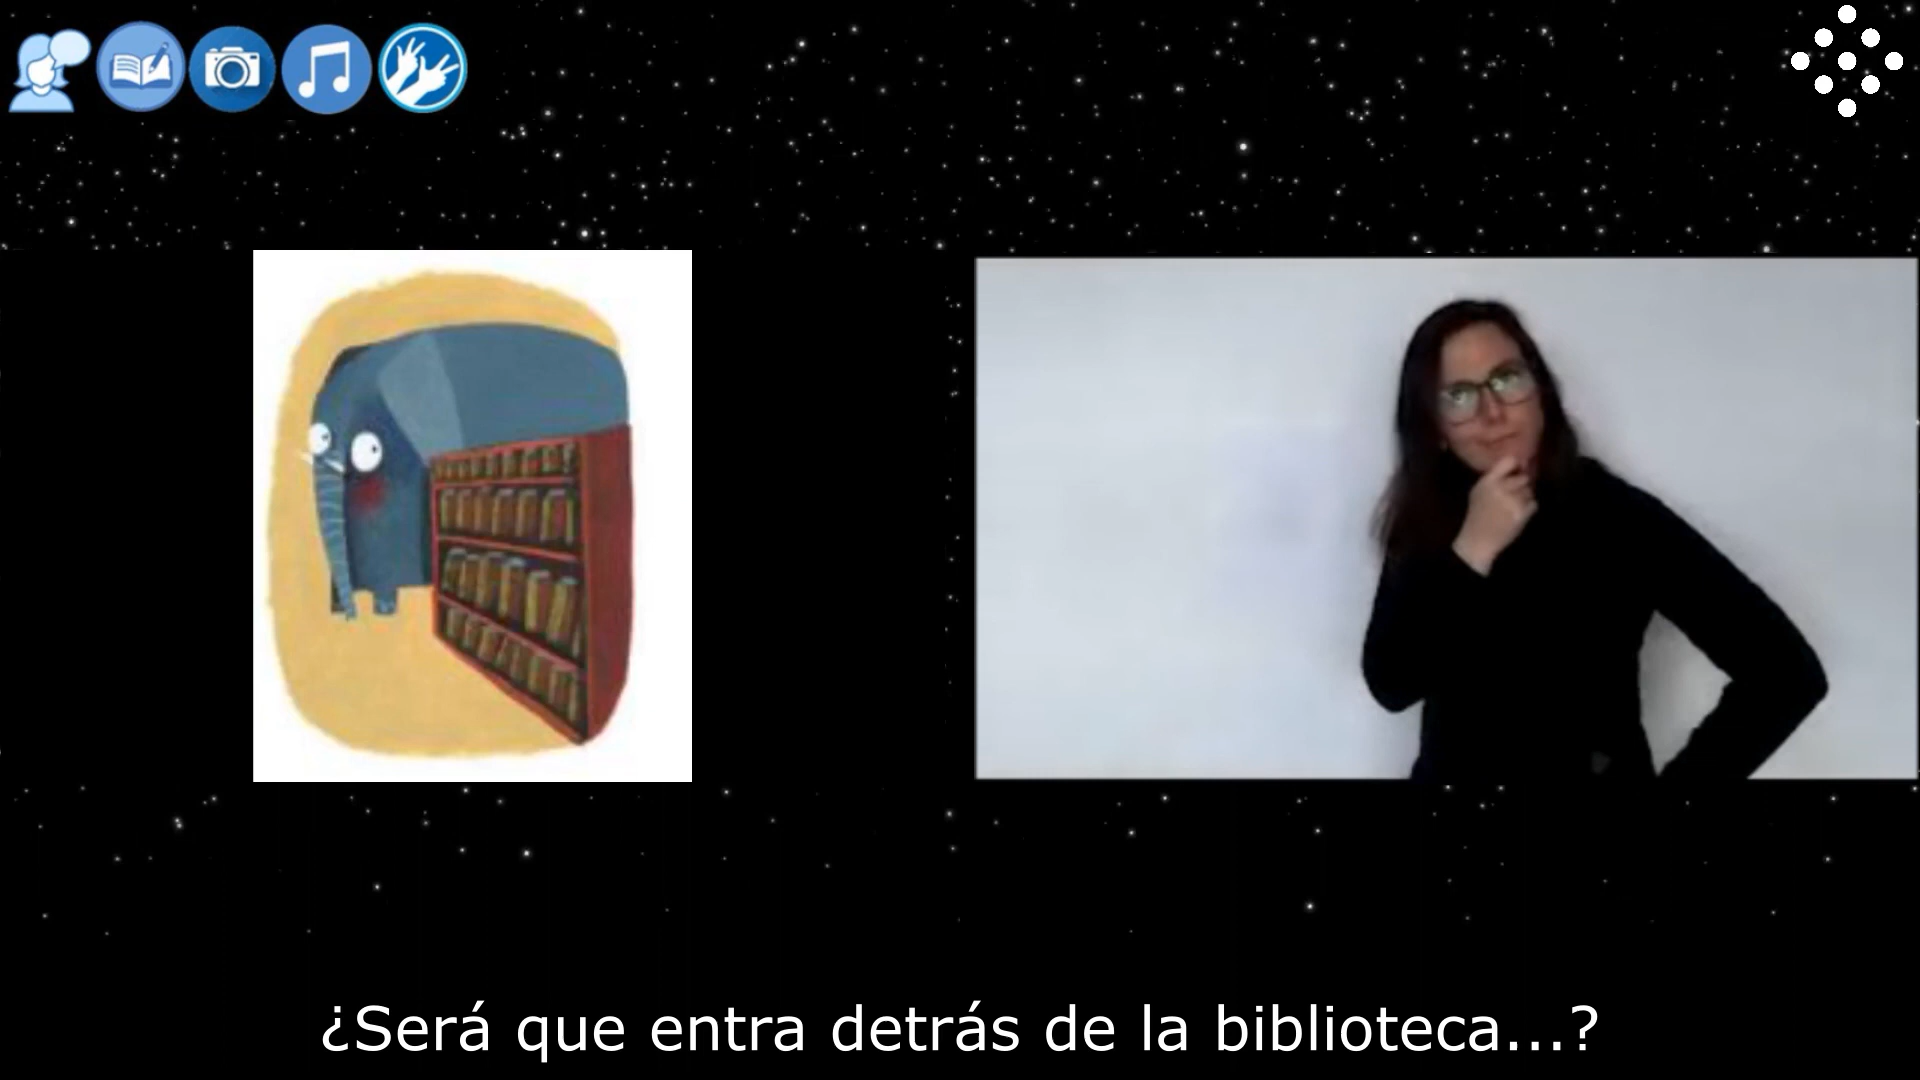 ¿Será que entra detrás de la biblioteca...?